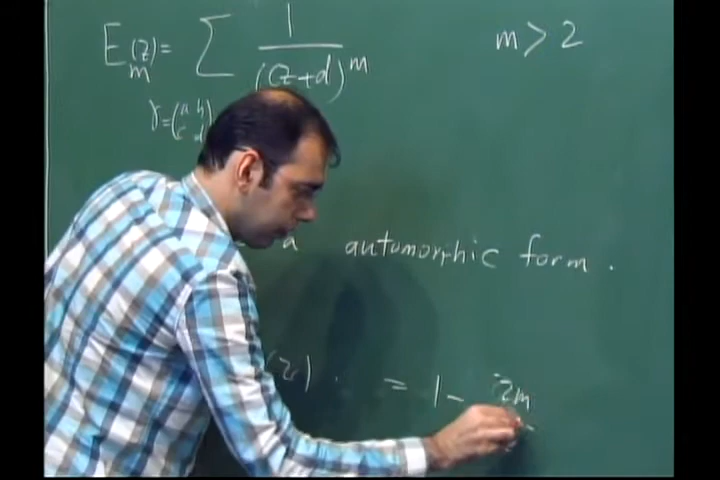 E_m(z) = ∑ 1/(cz+d)^m    m > 2
γ = (a b
c d)
a automorphic form.
(z) = 1 - 2m